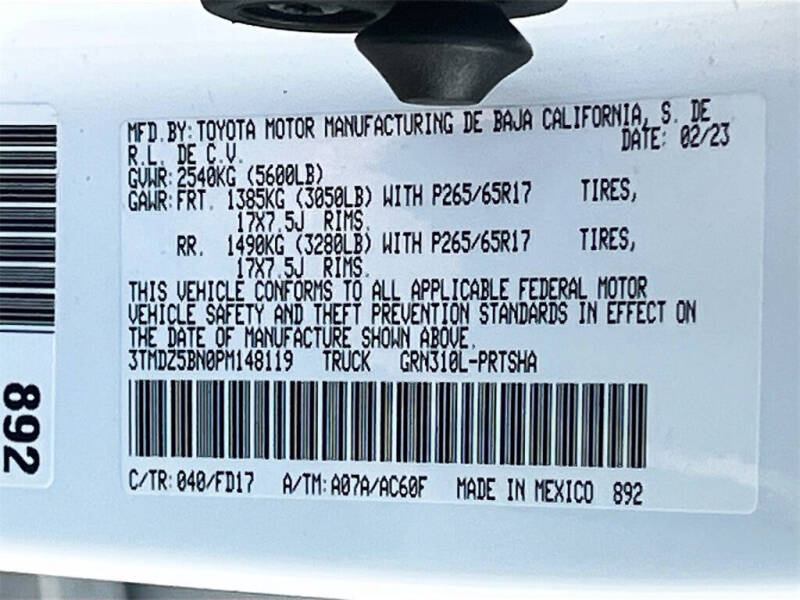 MFD.BY: TOYOTA MOTOR MANUFACTURING DE BAJA CALIFORNIA, S. DE
R.L. DE C.V. DATE: 02/23
GVWR: 2540KG (5600LB)
GAWR: FRT. 1385KG (3050LB) WITH P265/65R17 TIRES,
17X7.5J RIMS.
RR. 1490KG (3280LB) WITH P265/65R17 TIRES,
17X7.5J RIMS.
THIS VEHICLE CONFORMS TO ALL APPLICABLE FEDERAL MOTOR
VEHICLE SAFETY AND THEFT PREVENTION STANDARDS IN EFFECT ON
THE DATE OF MANUFACTURE SHOWN ABOVE.
3TMDZ5BN0PM148119 TRUCK GRN310L-PRTSHA
C/TR: 040/FD17 A/TM: A07A/AC60F MADE IN MEXICO 892
892